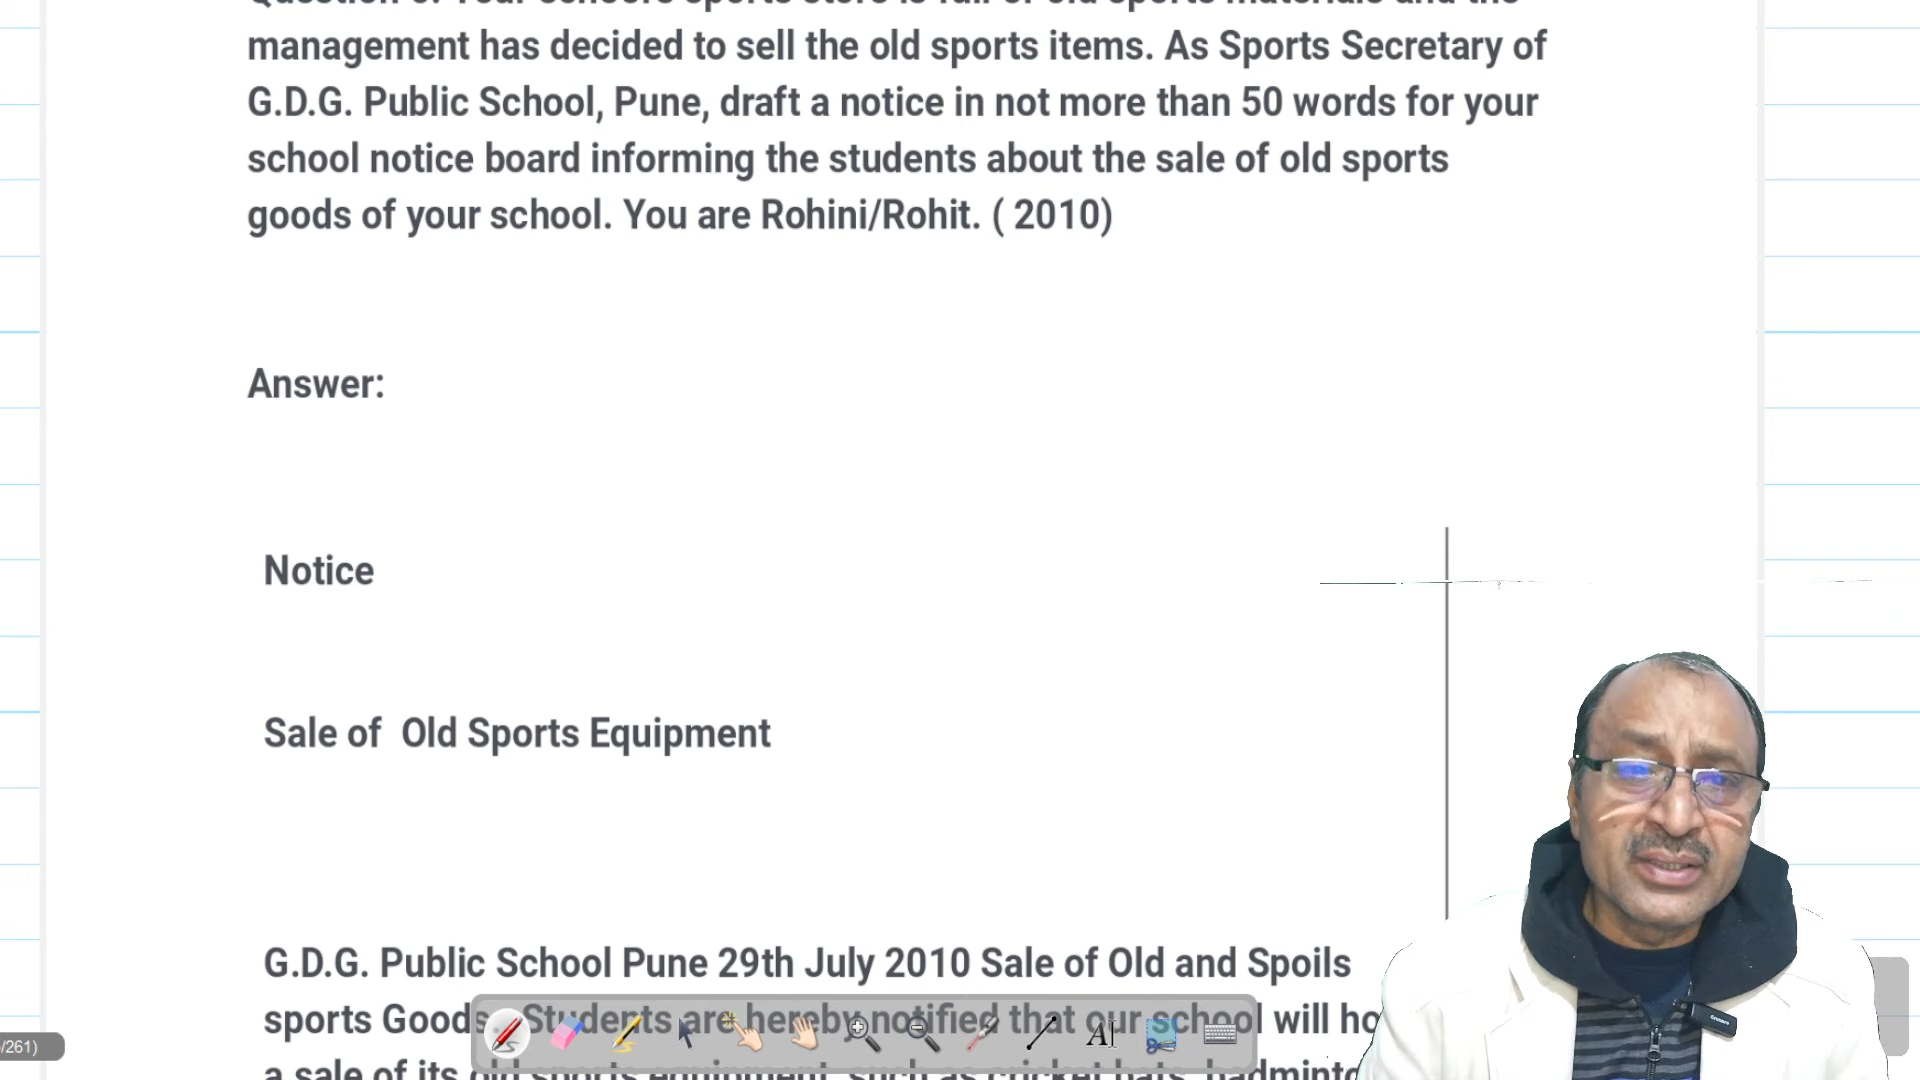 management has decided to sell the old sports items. As Sports Secretary of
G.D.G. Public School, Pune, draft a notice in not more than 50 words for your
school notice board informing the students about the sale of old sports
goods of your school. You are Rohini/Rohit. ( 2010)
Answer:
Notice
Sale of Old Sports Equipment
G.D.G. Public School Pune 29th July 2010 Sale of Old and Spoils
sports Goods. Students are hereby notified that our school will ho
/261)